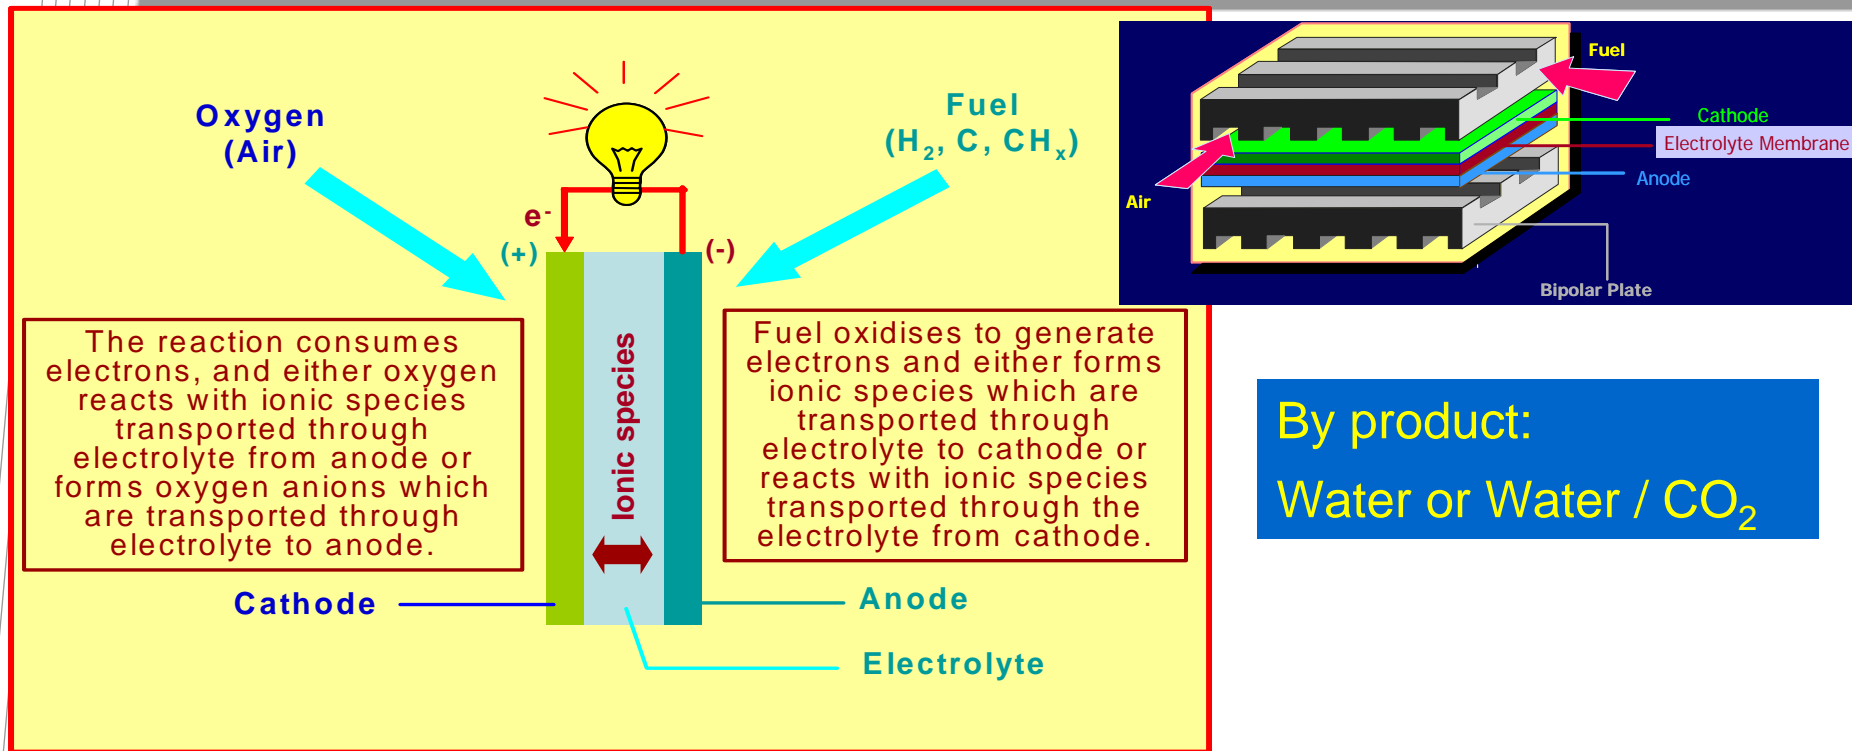 Oxygen
(Air)
Fuel
(H₂, C, CHₓ)
e⁻
(+)
(-)
The reaction consumes
electrons, and either oxygen
reacts with ionic species
transported through
electrolyte from anode or
forms oxygen anions which
are transported through
electrolyte to anode.
Ionic species
Fuel oxidises to generate
electrons and either forms
ionic species which are
transported through
electrolyte to cathode or
reacts with ionic species
transported through the
electrolyte from cathode.
Cathode
Anode
Electrolyte
Fuel
Cathode
Electrolyte Membrane
Anode
Air
Bipolar Plate
By product:
Water or Water / CO₂